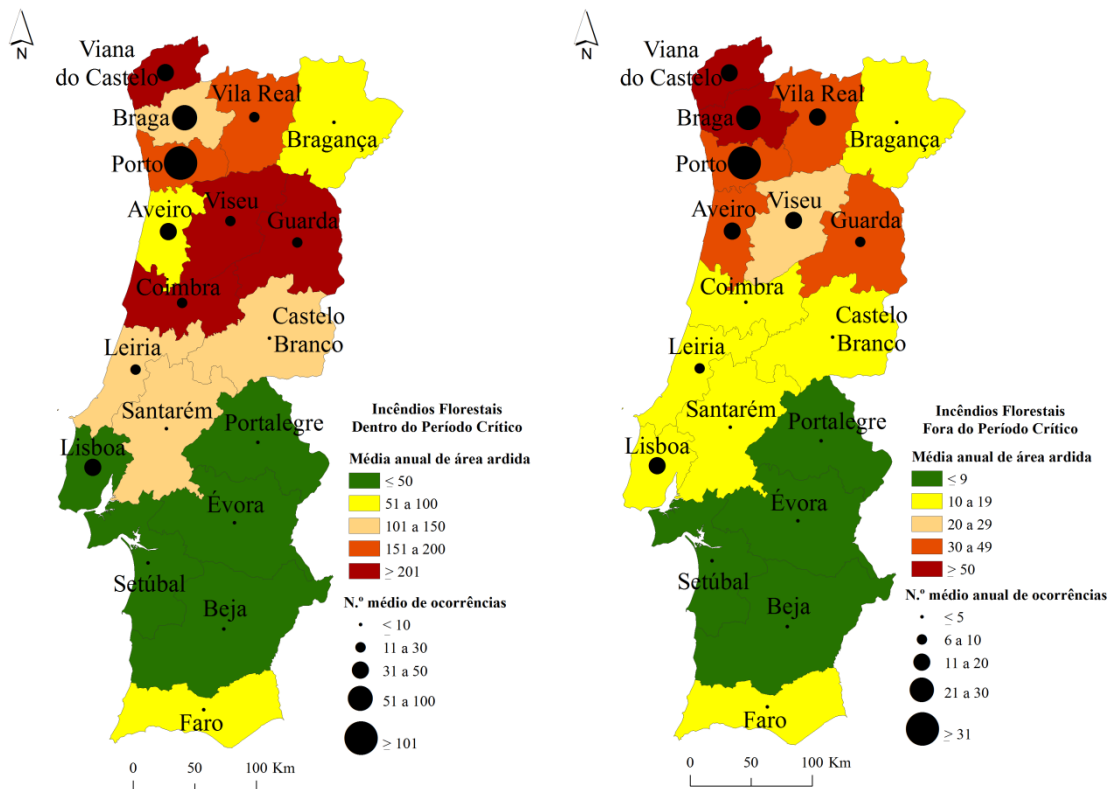 N
Viana
do Castelo
Vila Real
Braga
Bragança
Porto
Viseu
Aveiro
Guarda
Coimbra
Castelo
Branco
Leiria
Santarém
Portalegre
Lisboa
Évora
Setúbal
Beja
Faro
Incêndios Florestais
Dentro do Período Crítico
Média anual de área ardida
≤ 50
51 a 100
101 a 150
151 a 200
≥ 201
N.º médio de ocorrências
≤ 10
11 a 30
31 a 50
51 a 100
≥ 101
0 50 100 Km
N
Viana
do Castelo
Vila Real
Braga
Bragança
Porto
Viseu
Aveiro
Guarda
Coimbra
Castelo
Branco
Leiria
Santarém
Portalegre
Lisboa
Évora
Setúbal
Beja
Faro
Incêndios Florestais
Fora do Período Crítico
Média anual de área ardida
≤ 9
10 a 19
20 a 29
30 a 49
≥ 50
N.º médio anual de ocorrências
≤ 5
6 a 10
11 a 20
21 a 30
≥ 31
0 50 100 Km